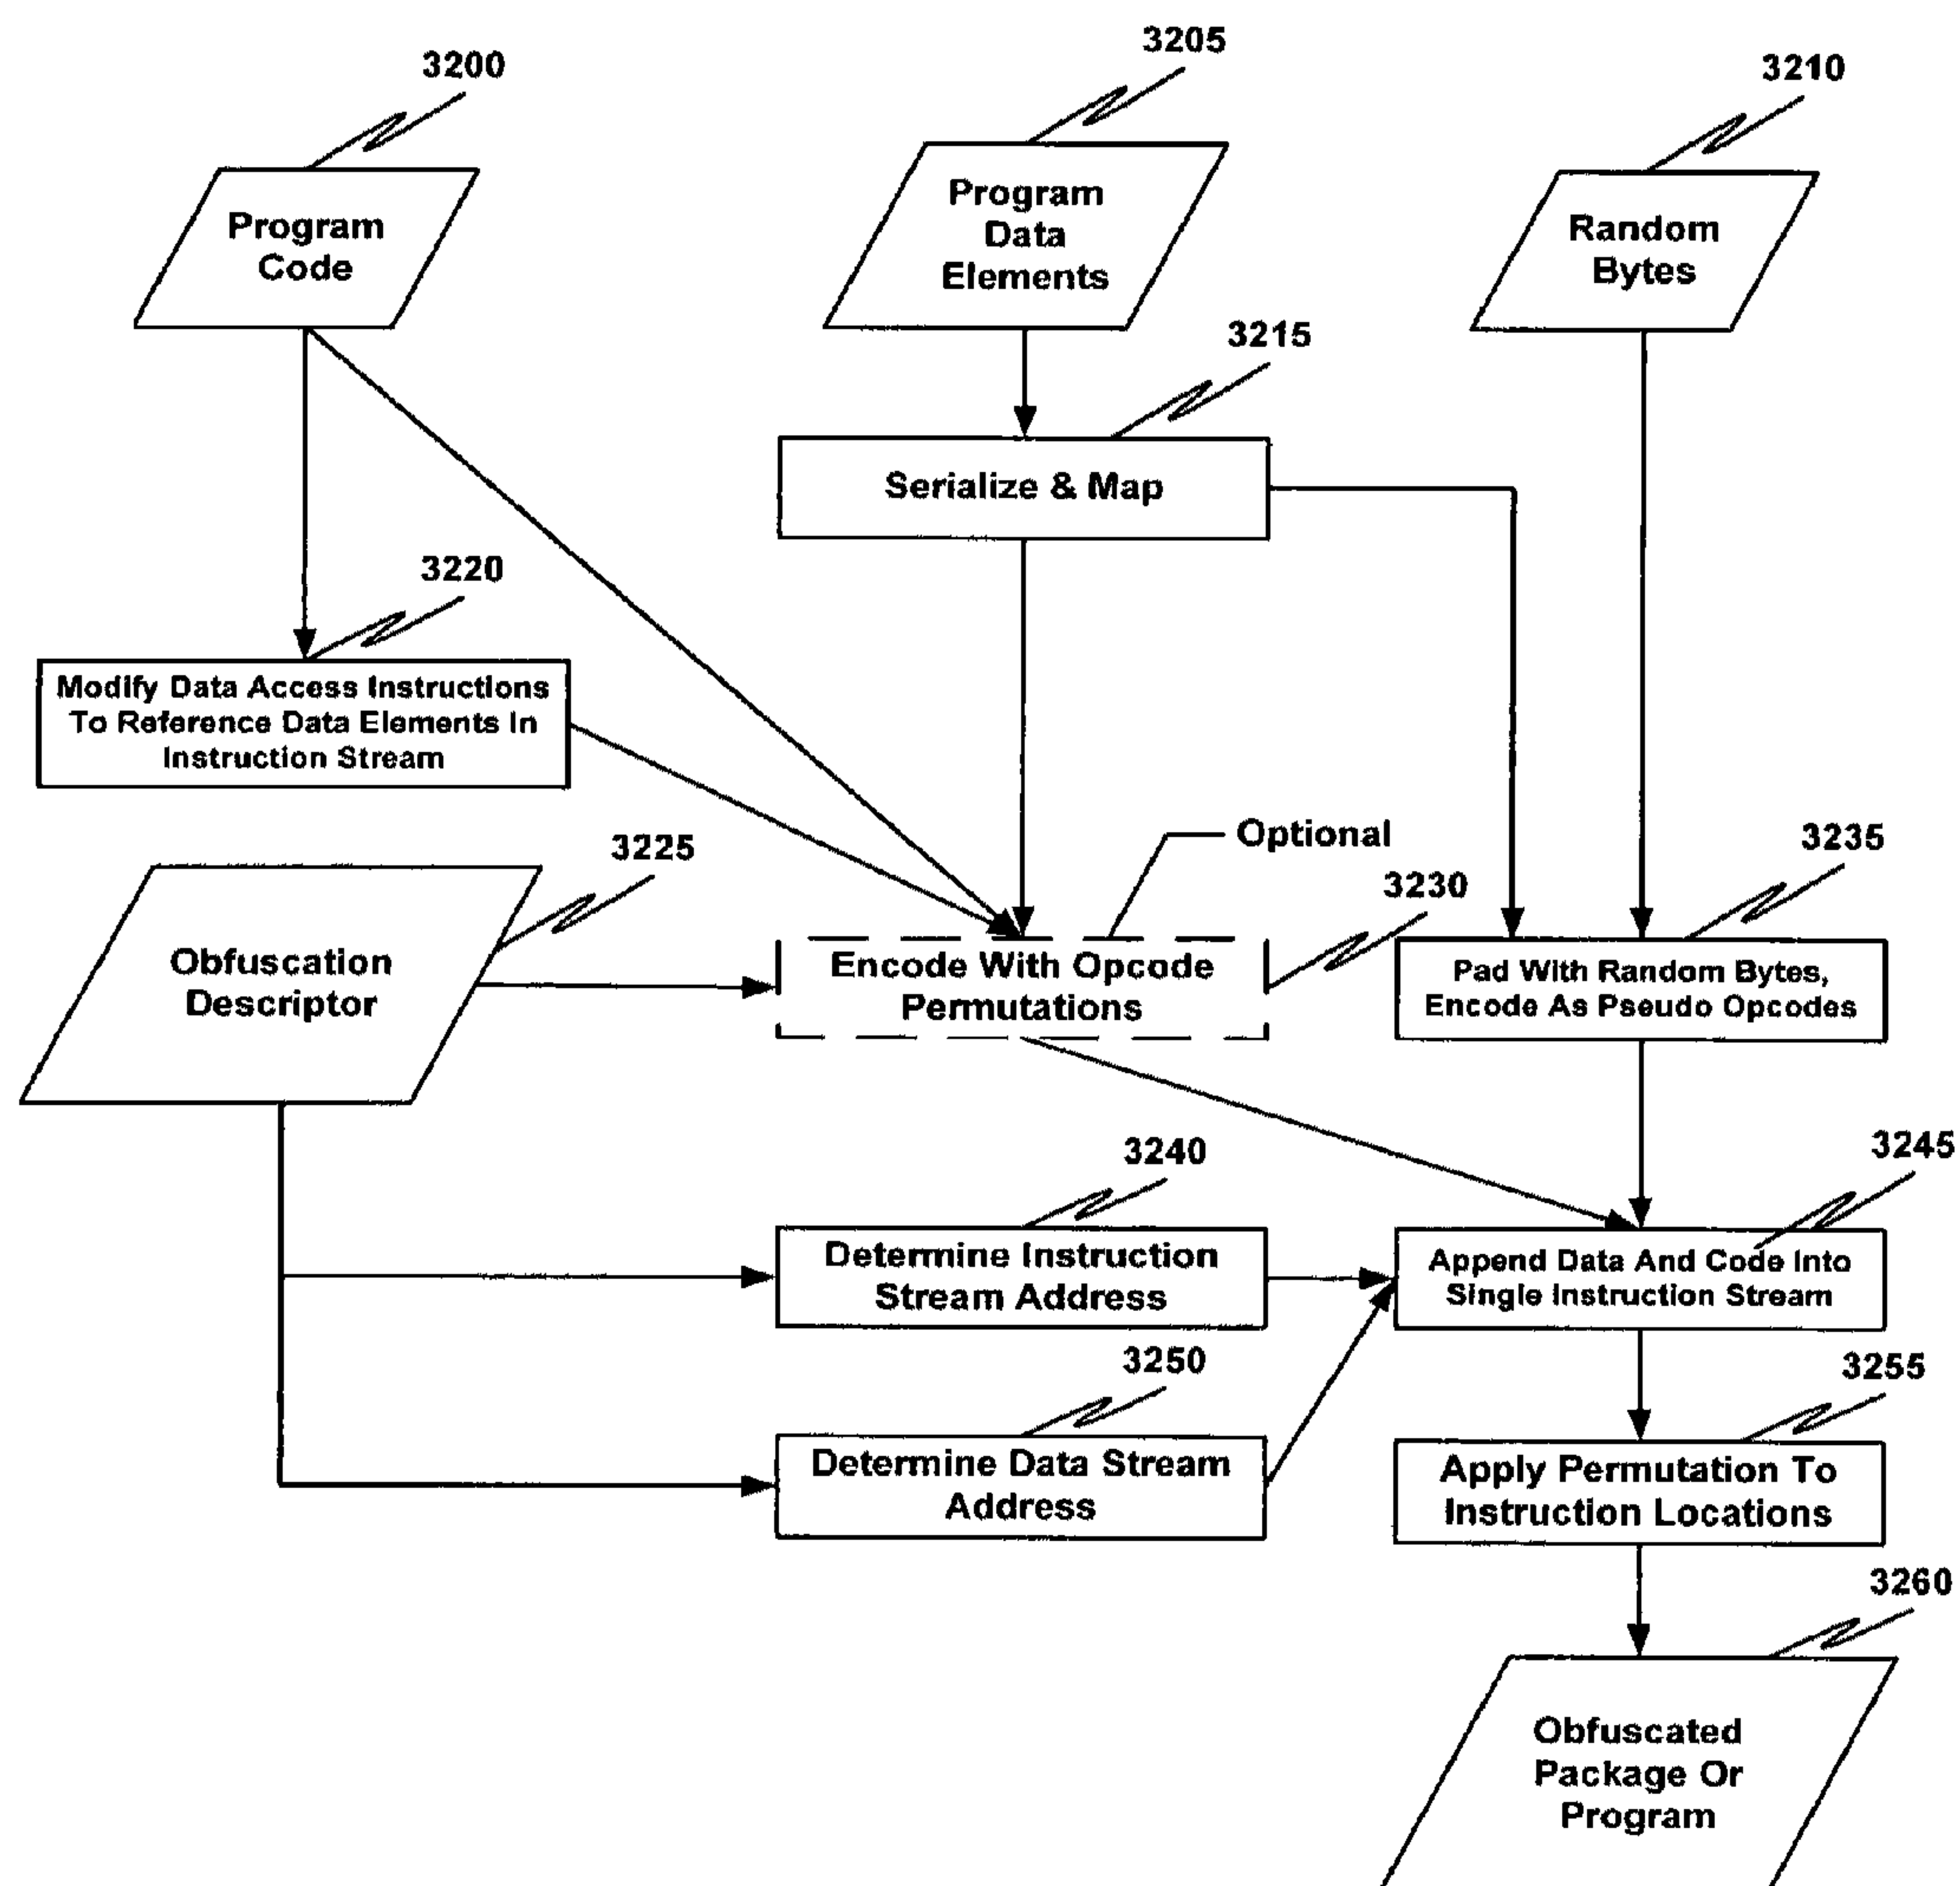 3200
3205
3210
Program
Code
Program
Data
Elements
Random
Bytes
3215
Serialize & Map
3220
Modify Data Access Instructions
To Reference Data Elements In
Instruction Stream
3225
Optional
3230
3235
Obfuscation
Descriptor
Encode With Opcode
Permutations
Pad With Random Bytes,
Encode As Pseudo Opcodes
3240
3245
Determine Instruction
Stream Address
Append Data And Code Into
Single Instruction Stream
3250
3255
Determine Data Stream
Address
Apply Permutation To
Instruction Locations
3260
Obfuscated
Package Or
Program